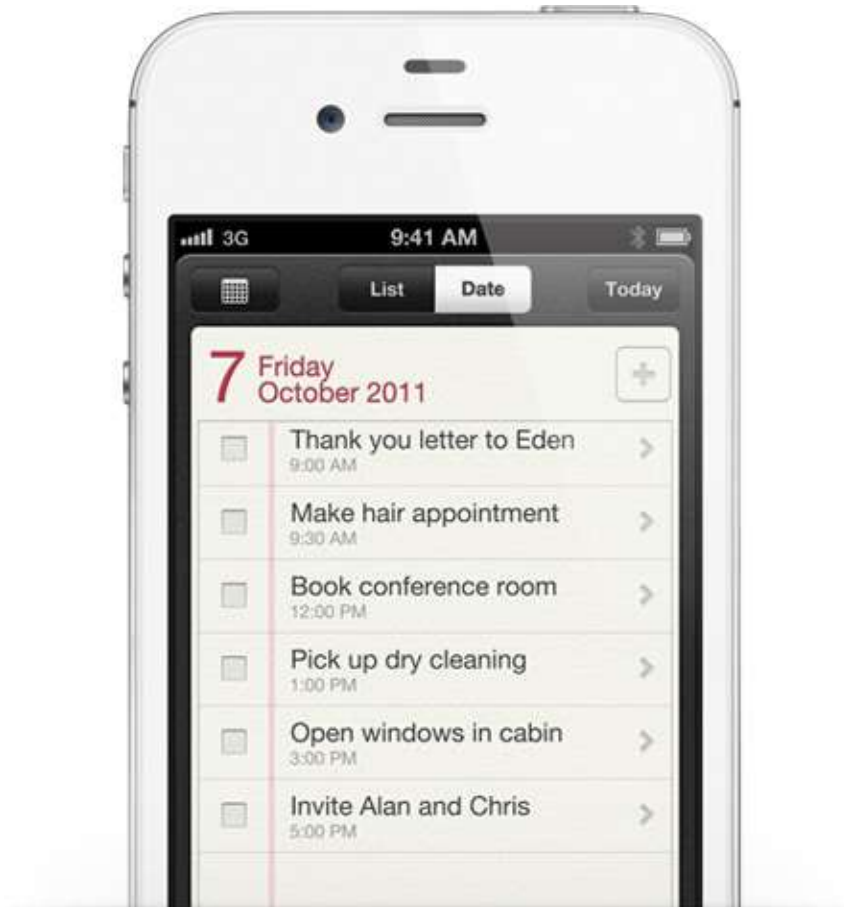 3G 9:41 AM
List Date Today
7 Friday
October 2011
Thank you letter to Eden
9:00 AM
Make hair appointment
9:30 AM
Book conference room
12:00 PM
Pick up dry cleaning
1:00 PM
Open windows in cabin
3:00 PM
Invite Alan and Chris
5:00 PM